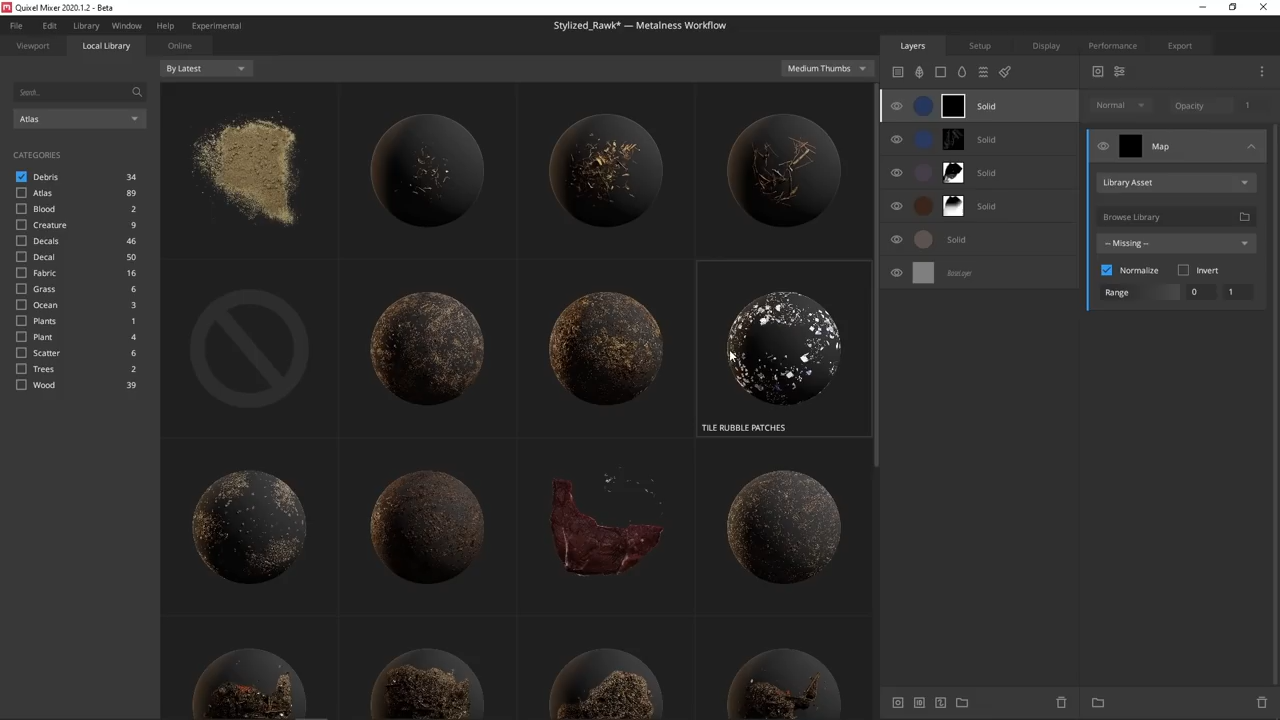 Quixel Mixer 2020.1.2 - Beta
File Edit Library Window Help Experimental
Stylized_Rawk* — Metalness Workflow
Viewport Local Library Online
Layers Setup Display Performance Export
Search...
By Latest
Medium Thumbs
Atlas
CATEGORIES
Debris 34
Atlas 89
Blood 2
Creature 9
Decals 46
Decal 50
Fabric 16
Grass 6
Ocean 3
Plants 1
Plant 4
Scatter 6
Trees 2
Wood 39
TILE RUBBLE PATCHES
Solid
Solid
Solid
Solid
Solid
Base Layer
Normal Opacity 1
Map
Library Asset
Browse Library
-- Missing --
Normalize Invert
Range 0 1